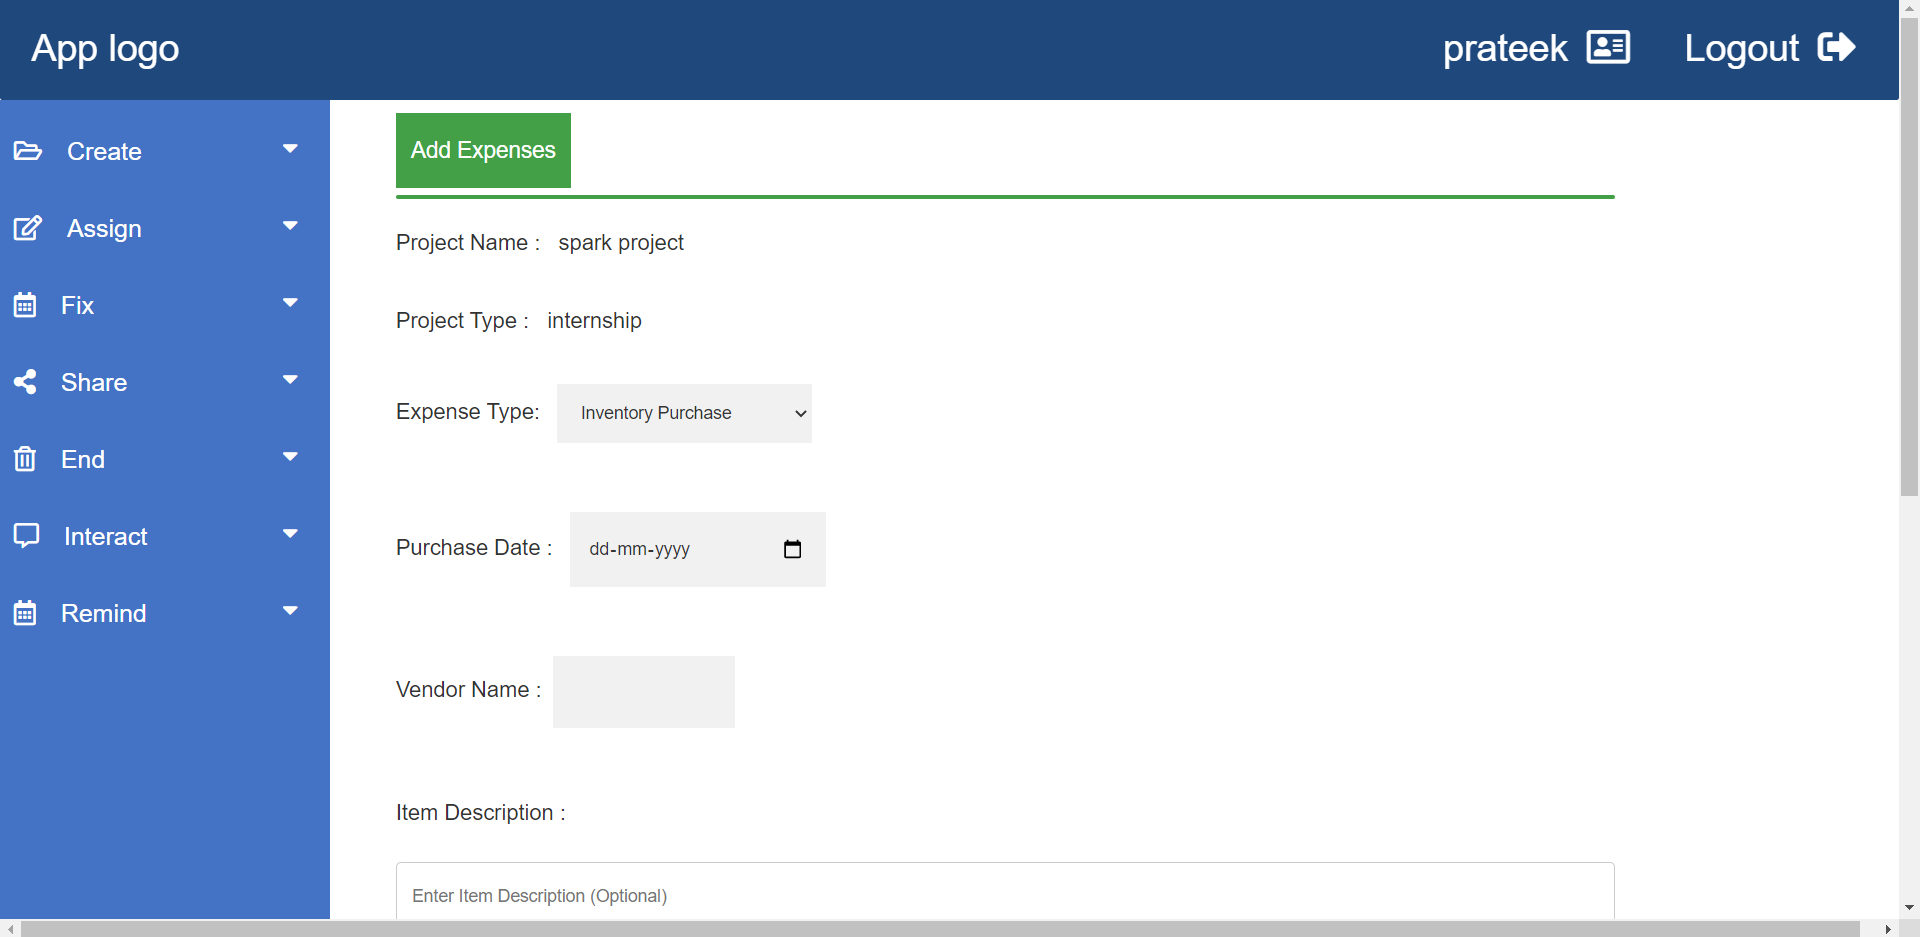 App logo
prateek
Logout
Create
Assign
Fix
Share
End
Interact
Remind
Add Expenses
Project Name : spark project
Project Type : internship
Expense Type: Inventory Purchase
Purchase Date : dd-mm-yyyy
Vendor Name :
Item Description :
Enter Item Description (Optional)